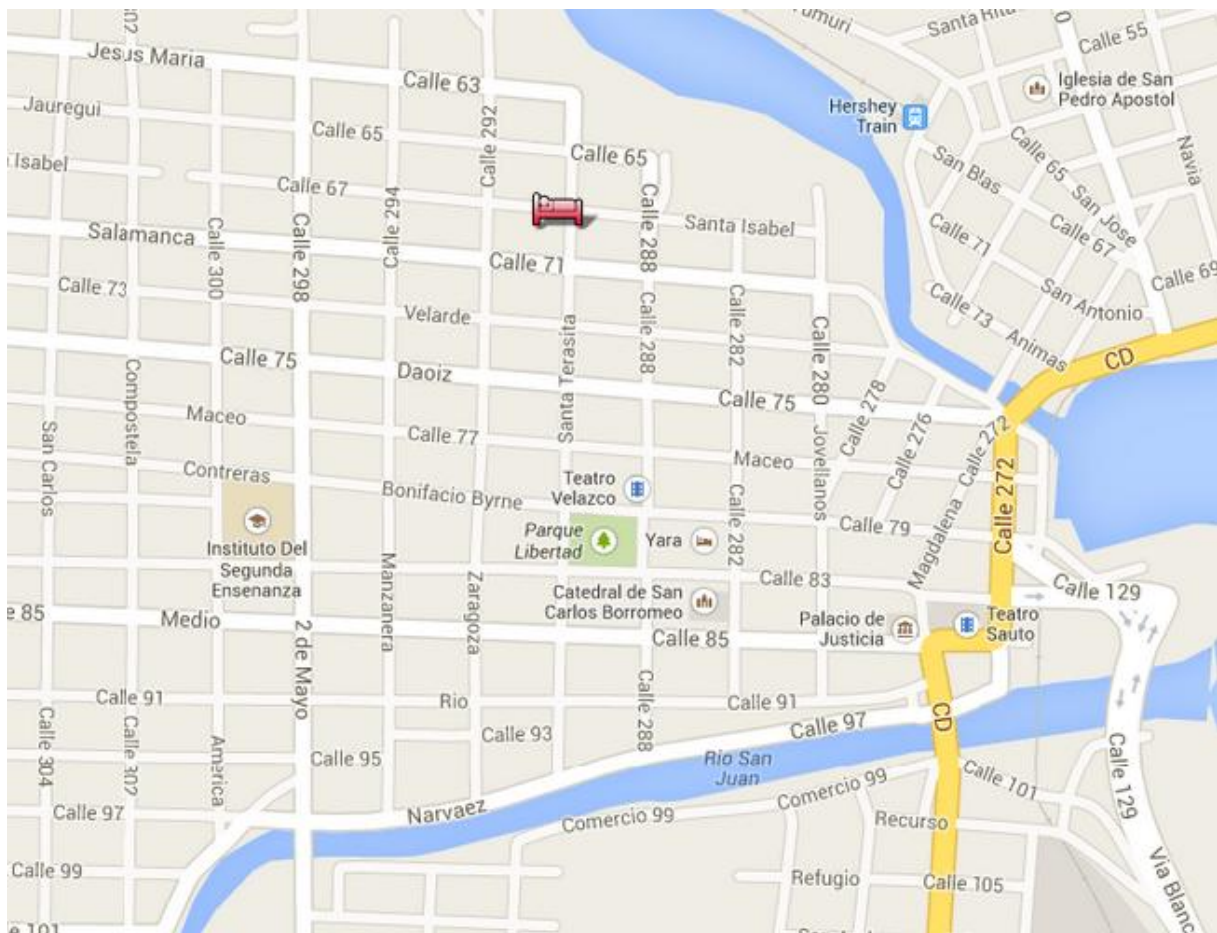 Yumuri
Santa Rita
302
0
Calle 55
Jesus Maria
Calle 63
Iglesia de San
Pedro Apostol
Jauregui
Calle 292
Hershey
Train
Calle 65
Calle 65
Calle 65
Navia
Isabel
Calle 67
San Blas
San Jose
Calle 294
Calle 288
Santa Isabel
Calle 67
Salamanca
Calle 300
Calle 298
Calle 71
Calle 71
Calle 69
Calle 73
San Antonio
Velarde
Calle 288
Calle 282
Calle 73
Animas
Calle 75
Santa Terasita
Calle 280
CD
Daoiz
Compostela
Calle 75
Calle 278
Calle 276
Maceo
Calle 77
Calle 272
San Carlos
Jovellanos
Maceo
Contreras
Teatro
Velazco
Bonifacio Byrne
Calle 272
Calle 282
Magdalena
Calle 79
Parque
Libertad
Yara
Instituto Del
Segunda
Ensenanza
Manzanera
Zaragoza
Calle 83
Calle 129
Catedral de San
Carlos Borromeo
e 85
Medio
2 de Mayo
Calle 85
Palacio de
Justicia
Teatro
Sauto
Calle 91
Rio
Calle 288
Calle 91
Calle 304
Calle 302
America
Calle 93
Calle 97
CD
Calle 95
Rio San
Juan
Calle 129
Calle 97
Narvaez
Comercio 99
Comercio 99
Calle 101
Recurso
Calle 99
Refugio
Calle 105
Via Blanc
101